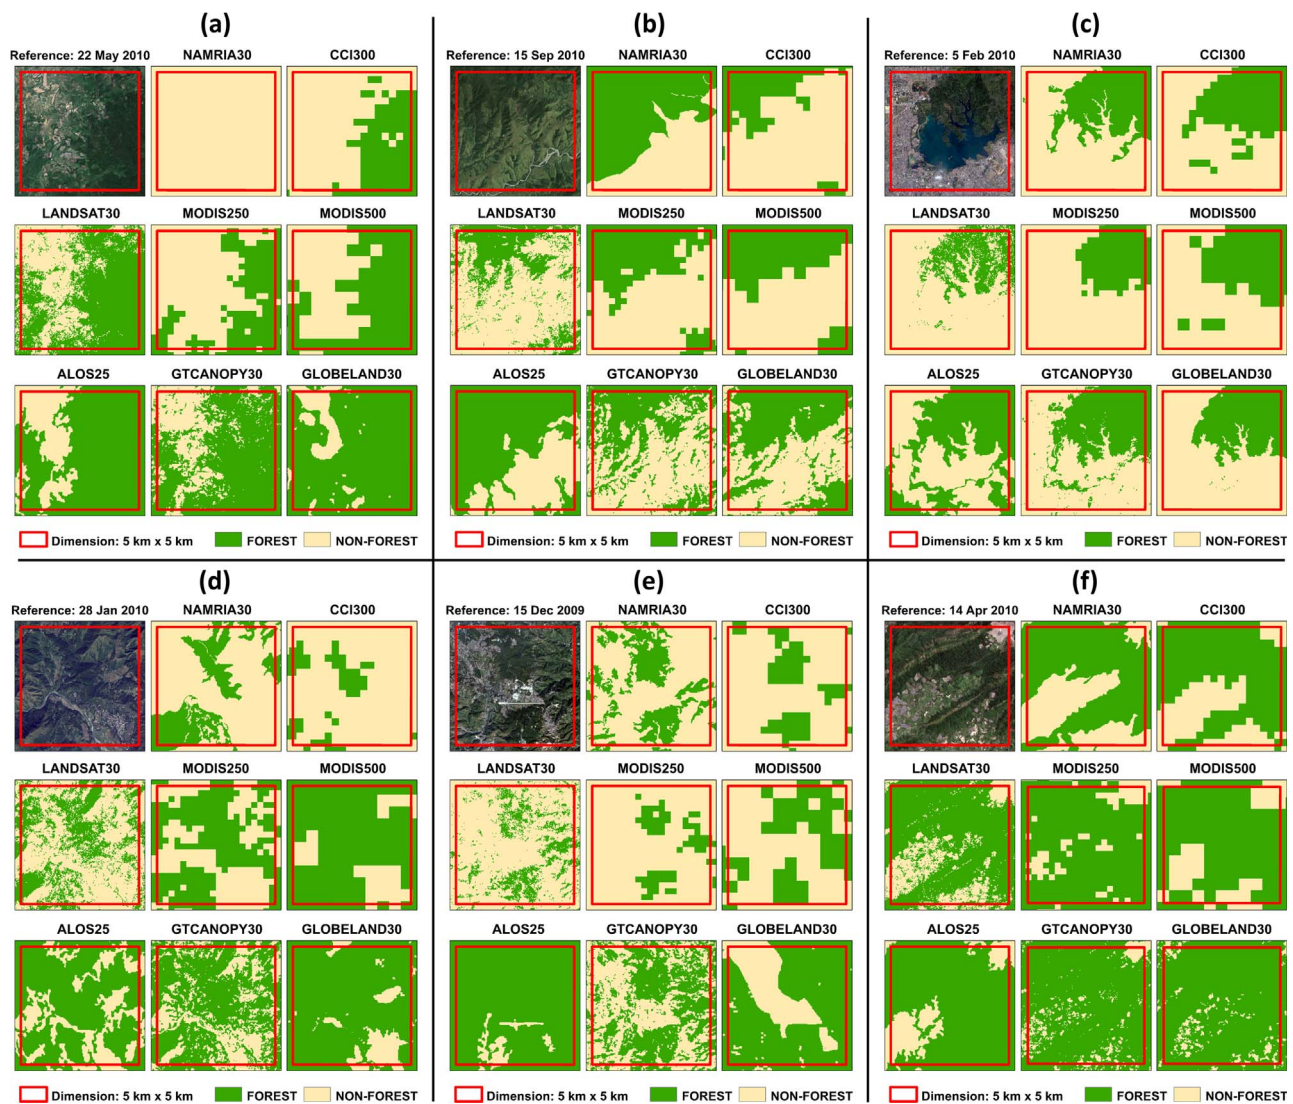 (a)
Reference: 22 May 2010 NAMRIA30 CCI300
LANDSAT30 MODIS250 MODIS500
ALOS25 GTCANOPY30 GLOBELAND30
Dimension: 5 km x 5 km FOREST NON-FOREST
(b)
Reference: 15 Sep 2010 NAMRIA30 CCI300
LANDSAT30 MODIS250 MODIS500
ALOS25 GTCANOPY30 GLOBELAND30
Dimension: 5 km x 5 km FOREST NON-FOREST
(c)
Reference: 5 Feb 2010 NAMRIA30 CCI300
LANDSAT30 MODIS250 MODIS500
ALOS25 GTCANOPY30 GLOBELAND30
Dimension: 5 km x 5 km FOREST NON-FOREST
(d)
Reference: 28 Jan 2010 NAMRIA30 CCI300
LANDSAT30 MODIS250 MODIS500
ALOS25 GTCANOPY30 GLOBELAND30
Dimension: 5 km x 5 km FOREST NON-FOREST
(e)
Reference: 15 Dec 2009 NAMRIA30 CCI300
LANDSAT30 MODIS250 MODIS500
ALOS25 GTCANOPY30 GLOBELAND30
Dimension: 5 km x 5 km FOREST NON-FOREST
(f)
Reference: 14 Apr 2010 NAMRIA30 CCI300
LANDSAT30 MODIS250 MODIS500
ALOS25 GTCANOPY30 GLOBELAND30
Dimension: 5 km x 5 km FOREST NON-FOREST